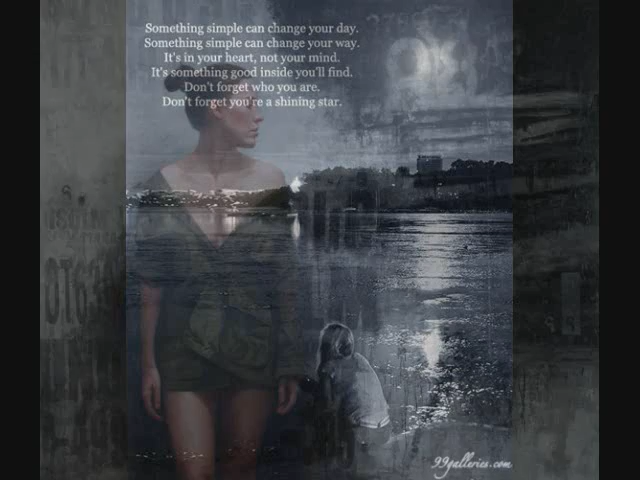 Something simple can change your day.
Something simple can change your way.
It's in your heart, not your mind.
It's something good inside you'll find.
Don't forget who you are.
Don't forget you're a shining star.
99galleries.com